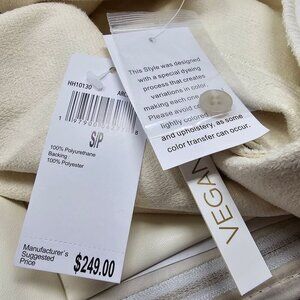 HH10130
S/P
100% Polyurethane
Backing
100% Polyester
Manufacturer's
Suggested
Price
$249.00
This Style was designed
with a special dyeing
process that creates
variations in color,
making each one
Please avoid
lightly colored
and upholstery, as some
color transfer can occur.
VEGAN